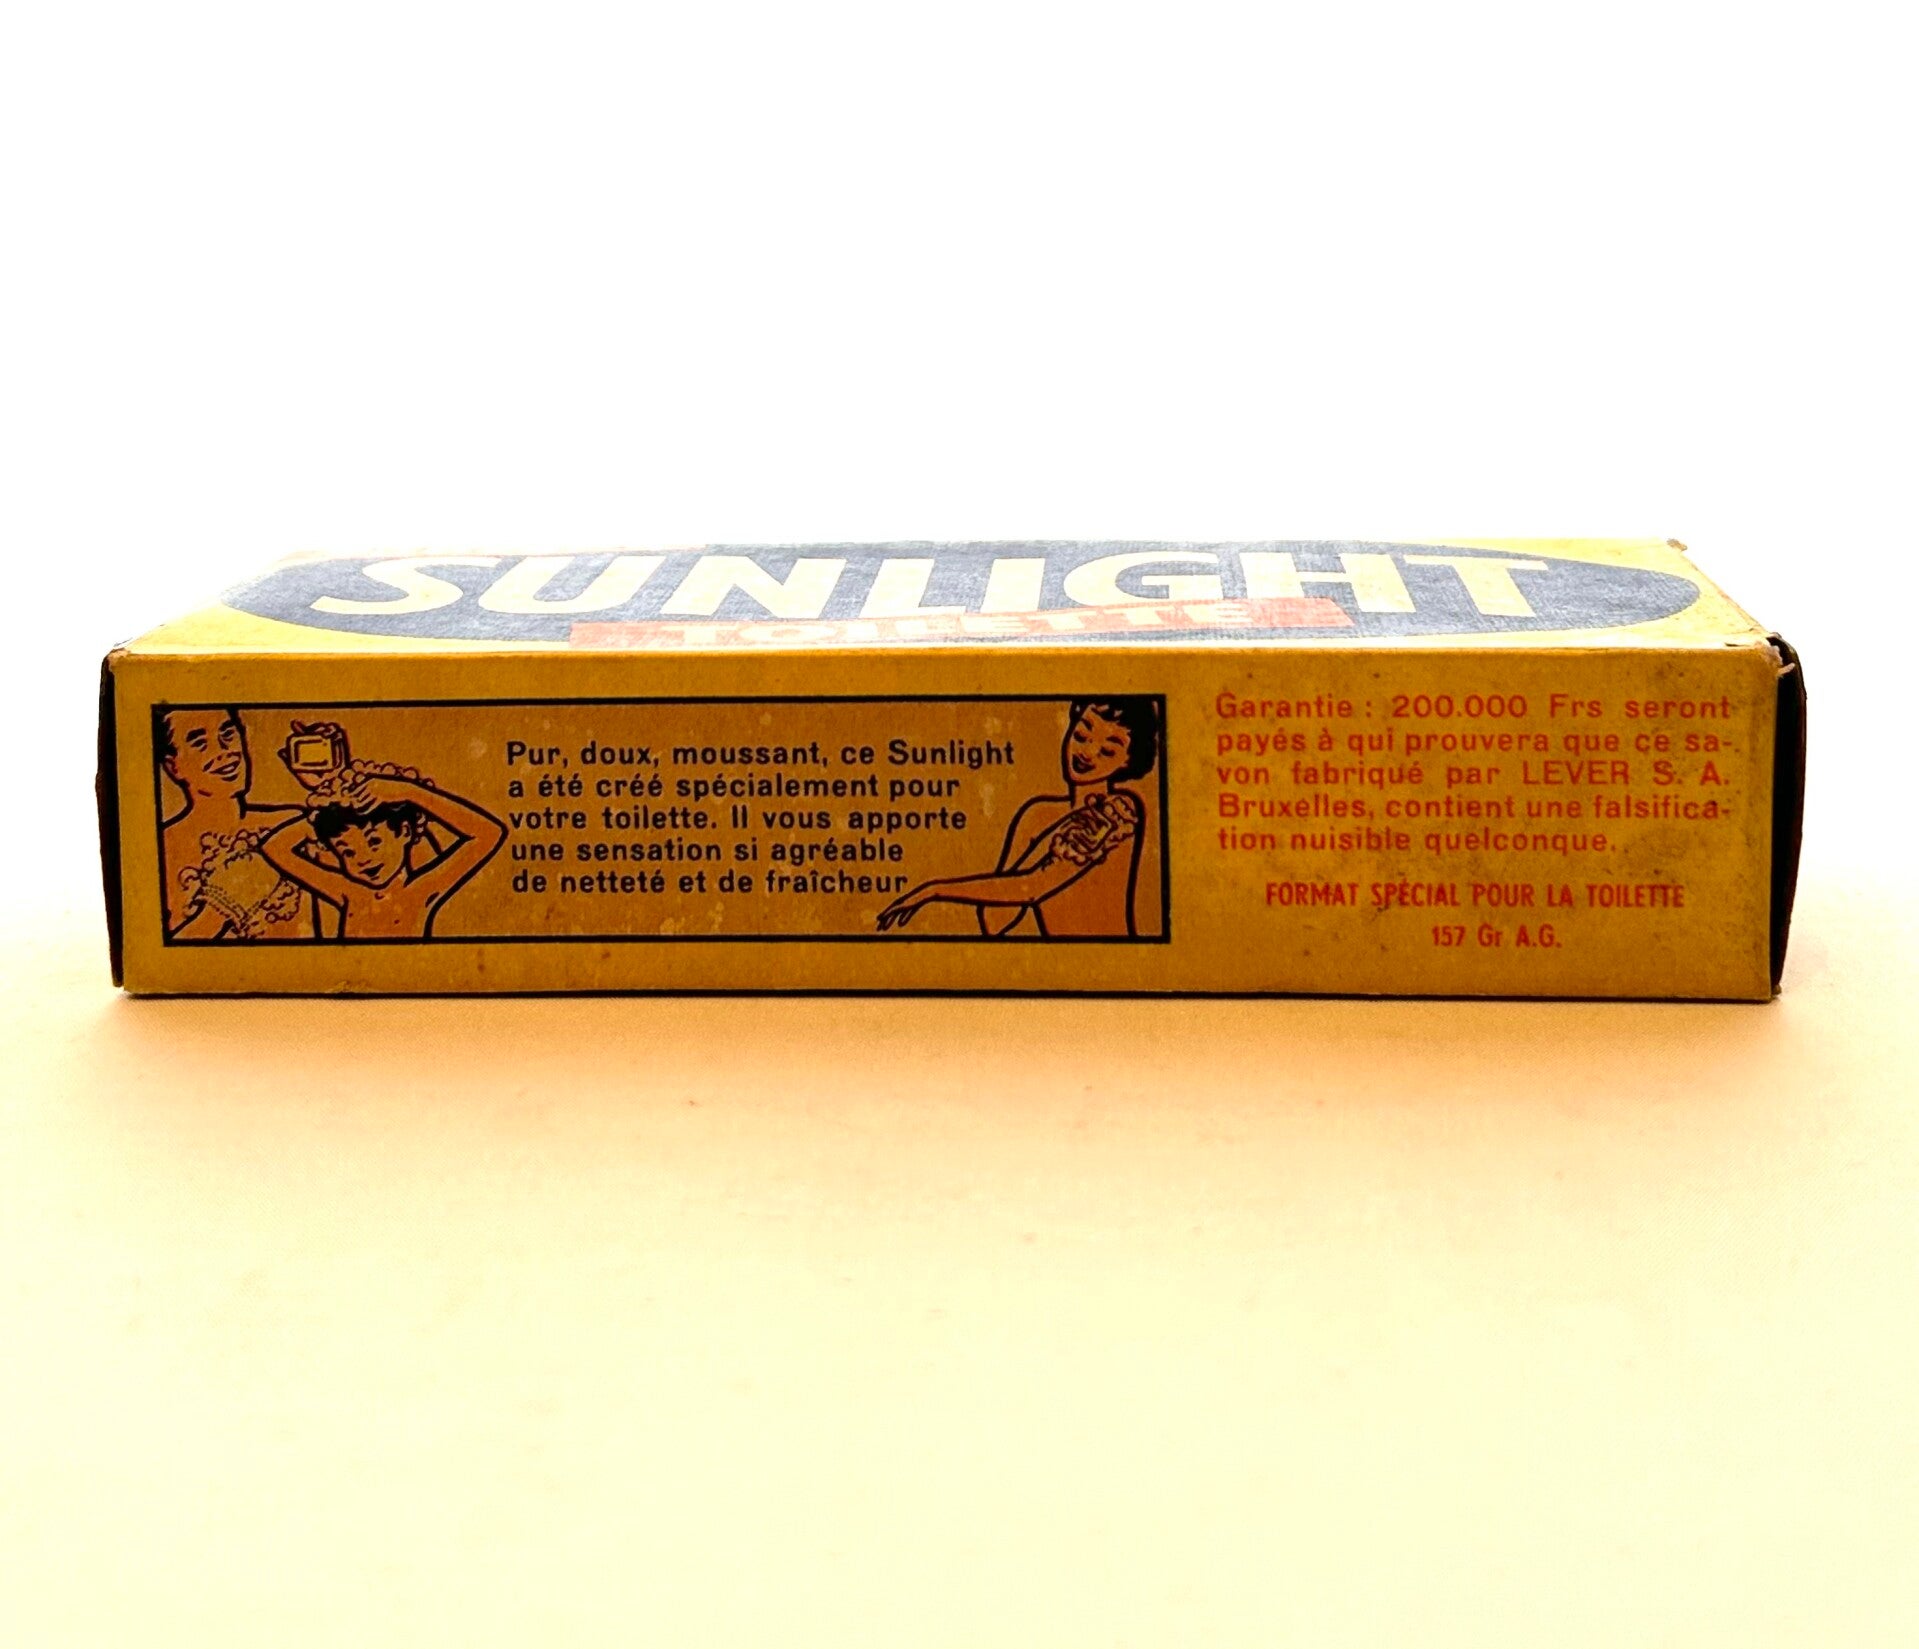 SUNLIGHT
TOILETTE
Pur, doux, moussant, ce Sunlight
a été créé spécialement pour
votre toilette. Il vous apporte
une sensation si agréable
de netteté et de fraîcheur
Garantie : 200.000 Frs seront
payés à qui prouvera que ce sa-
von fabriqué par LEVER S. A.
Bruxelles, contient une falsifica-
tion nuisible quelconque.
FORMAT SPÉCIAL POUR LA TOILETTE
157 Gr A.G.